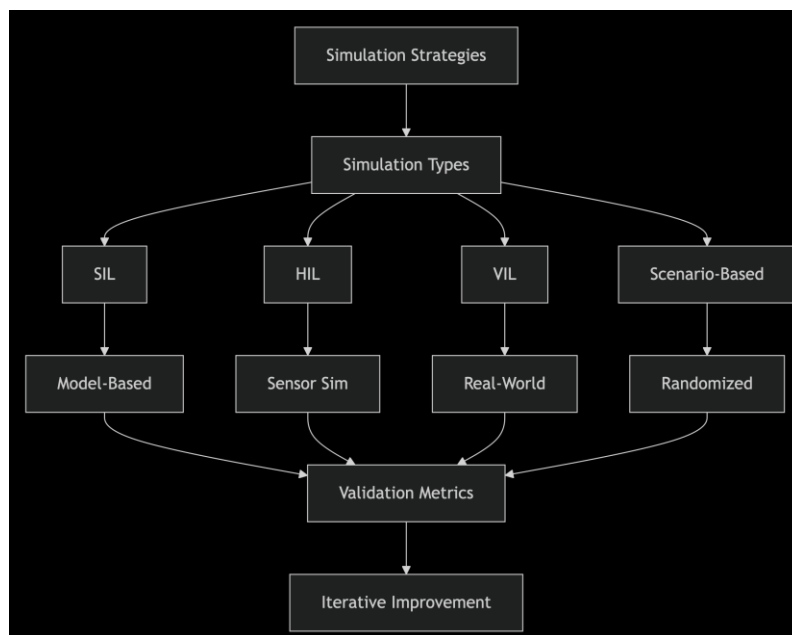 Simulation Strategies
Simulation Types
SIL
HIL
VIL
Scenario-Based
Model-Based
Sensor Sim
Real-World
Randomized
Validation Metrics
Iterative Improvement